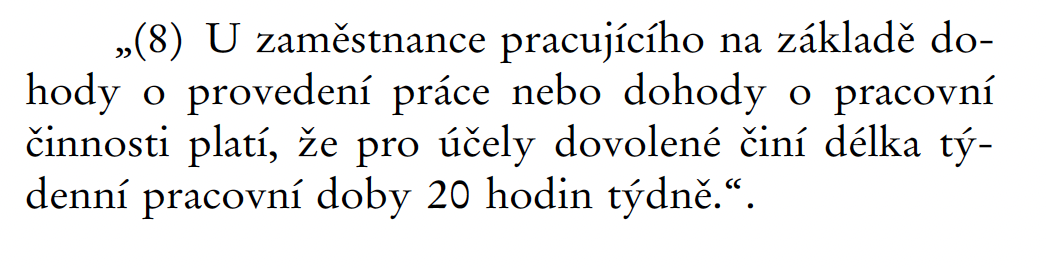 „(8) U zaměstnance pracujícího na základě do-
hody o provedení práce nebo dohody o pracovní
činnosti platí, že pro účely dovolené činí délka tý-
denní pracovní doby 20 hodin týdně.“.